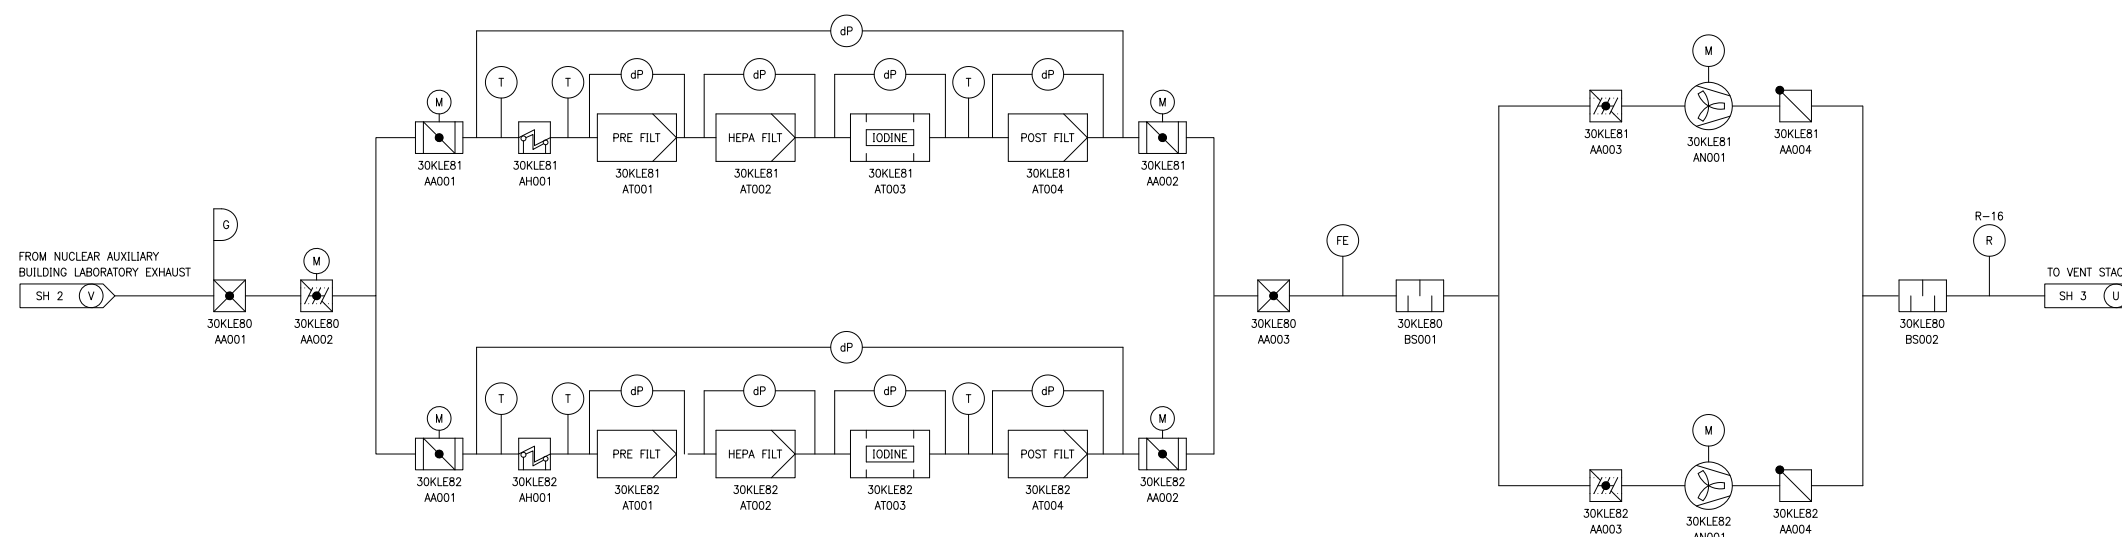 dP
T
T
dP
dP
dP
T
dP
M
M
PRE FILT
HEPA FILT
IODINE
POST FILT
30KLE81
AA001
30KLE81
AH001
30KLE81
AT001
30KLE81
AT002
30KLE81
AT003
30KLE81
AT004
30KLE81
AA002
M
30KLE81
AA003
30KLE81
AN001
30KLE81
AA004
G
FROM NUCLEAR AUXILIARY
BUILDING LABORATORY EXHAUST
SH 2 V
30KLE80
AA001
M
30KLE80
AA002
30KLE80
AA003
FE
30KLE80
BS001
30KLE80
BS002
R-16
R
TO VENT STAC
SH 3 U
dP
T
T
dP
dP
dP
T
dP
M
M
PRE FILT
HEPA FILT
IODINE
POST FILT
30KLE82
AA001
30KLE82
AH001
30KLE82
AT001
30KLE82
AT002
30KLE82
AT003
30KLE82
AT004
30KLE82
AA002
M
30KLE82
AA003
30KLE82
AN001
30KLE82
AA004